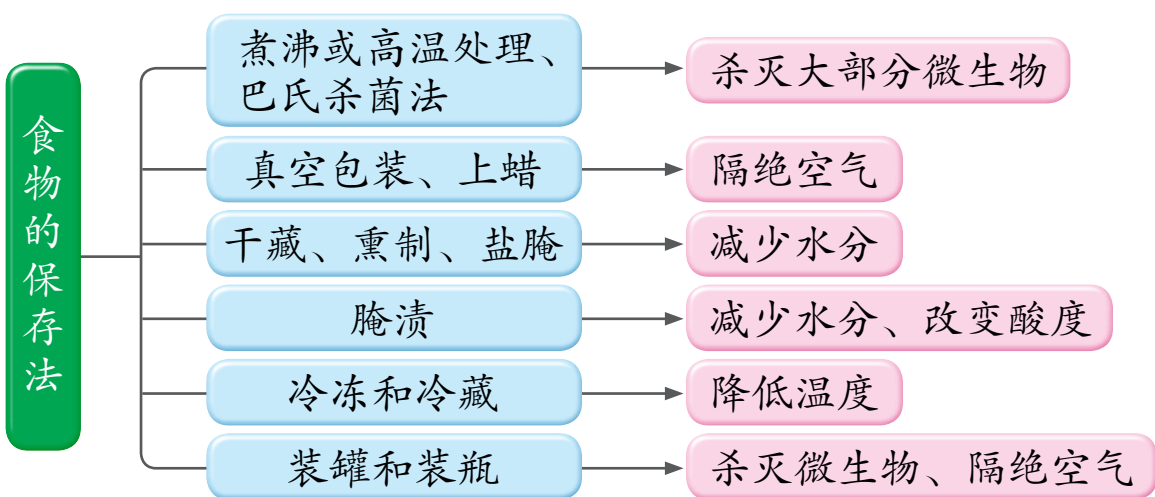 食物的保存法
煮沸或高温处理、
巴氏杀菌法
杀灭大部分微生物
真空包装、上蜡
隔绝空气
干藏、熏制、盐腌
减少水分
腌渍
减少水分、改变酸度
冷冻和冷藏
降低温度
装罐和装瓶
杀灭微生物、隔绝空气